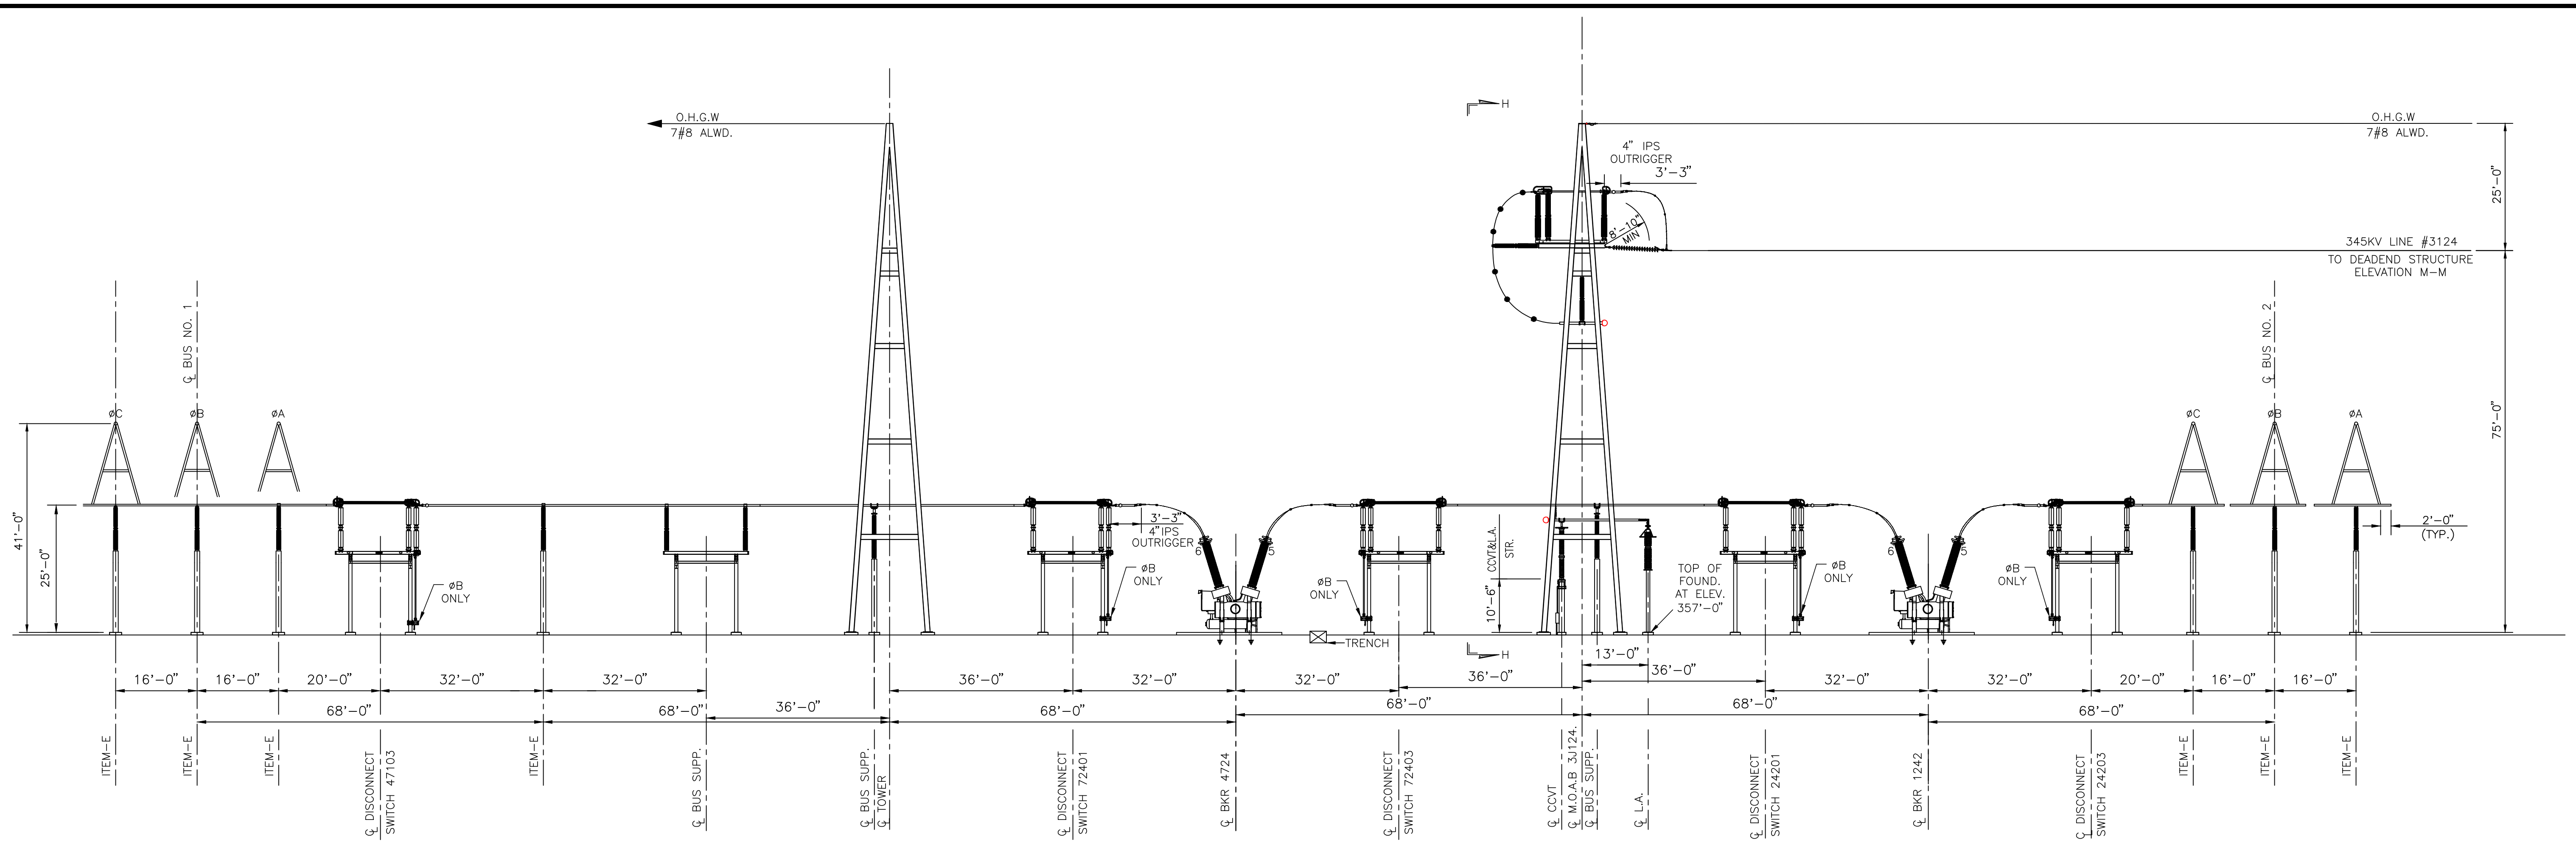 H
O.H.G.W
7#8 ALWD.
O.H.G.W
7#8 ALWD.
4" IPS
OUTRIGGER
3'-3"
25'-0"
8'-10"
MIN
345KV LINE #3124
TO DEADEND STRUCTURE
ELEVATION M-M
℄ BUS NO. 1
℄ BUS NO. 2
75'-0"
øC
øB
øA
øC
øB
øA
41'-0"
25'-0"
3'-3"
4"IPS
OUTRIGGER
6
5
CCVT&L.A.
STR.
6
5
2'-0"
(TYP.)
øB
ONLY
øB
ONLY
øB
ONLY
10'-6"
TOP OF
FOUND.
AT ELEV.
357'-0"
øB
ONLY
øB
ONLY
TRENCH
H
13'-0"
16'-0"
16'-0"
20'-0"
32'-0"
32'-0"
36'-0"
32'-0"
32'-0"
36'-0"
36'-0"
32'-0"
32'-0"
20'-0"
16'-0"
16'-0"
68'-0"
68'-0"
36'-0"
68'-0"
68'-0"
68'-0"
68'-0"
ITEM-E
ITEM-E
ITEM-E
℄ DISCONNECT
SWITCH 47103
ITEM-E
℄ BUS SUPP.
℄ BUS SUPP.
℄ TOWER
℄ DISCONNECT
SWITCH 72401
℄ BKR 4724
℄ DISCONNECT
SWITCH 72403
℄ CCVT
℄ M.O.A.B 3J124.
℄ BUS SUPP.
℄ L.A.
℄ DISCONNECT
SWITCH 24201
℄ BKR 1242
℄ DISCONNECT
SWITCH 24203
ITEM-E
ITEM-E
ITEM-E